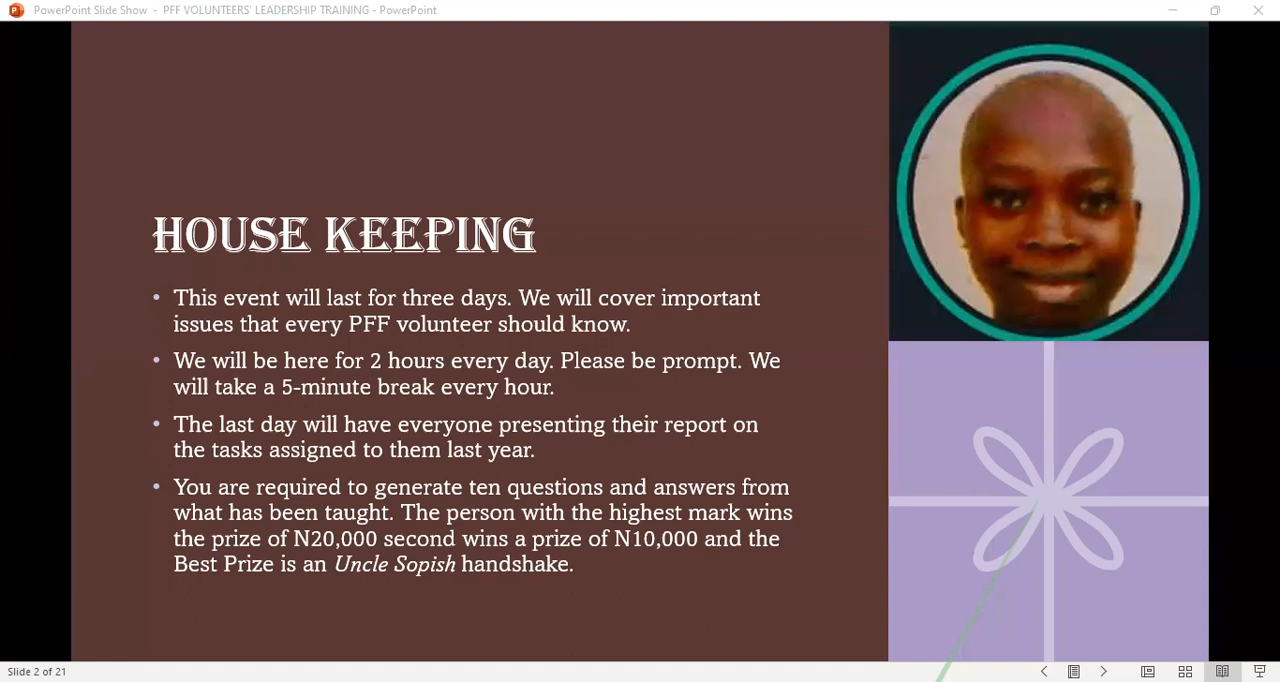 PowerPoint Slide Show - PFF VOLUNTEERS' LEADERSHIP TRAINING - PowerPoint
HOUSE KEEPING
• This event will last for three days. We will cover important
issues that every PFF volunteer should know.
• We will be here for 2 hours every day. Please be prompt. We
will take a 5-minute break every hour.
• The last day will have everyone presenting their report on
the tasks assigned to them last year.
• You are required to generate ten questions and answers from
what has been taught. The person with the highest mark wins
the prize of N20,000 second wins a prize of N10,000 and the
Best Prize is an Uncle Sopish handshake.
Slide 2 of 21